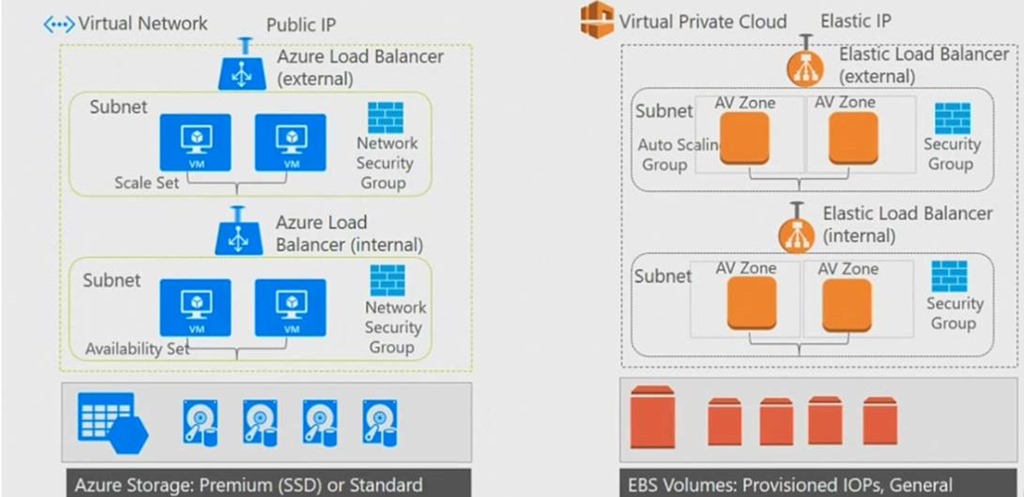 Virtual Network
Public IP
Azure Load Balancer
(external)
Subnet
VM
VM
Network
Security
Group
Scale Set
Azure Load
Balancer (internal)
Subnet
VM
VM
Network
Security
Group
Availability Set
Azure Storage: Premium (SSD) or Standard
Virtual Private Cloud
Elastic IP
Elastic Load Balancer
(external)
Subnet
AV Zone
AV Zone
Auto Scaling
Group
Security
Group
Elastic Load Balancer
(internal)
Subnet
AV Zone
AV Zone
Security
Group
EBS Volumes: Provisioned IOPs, General